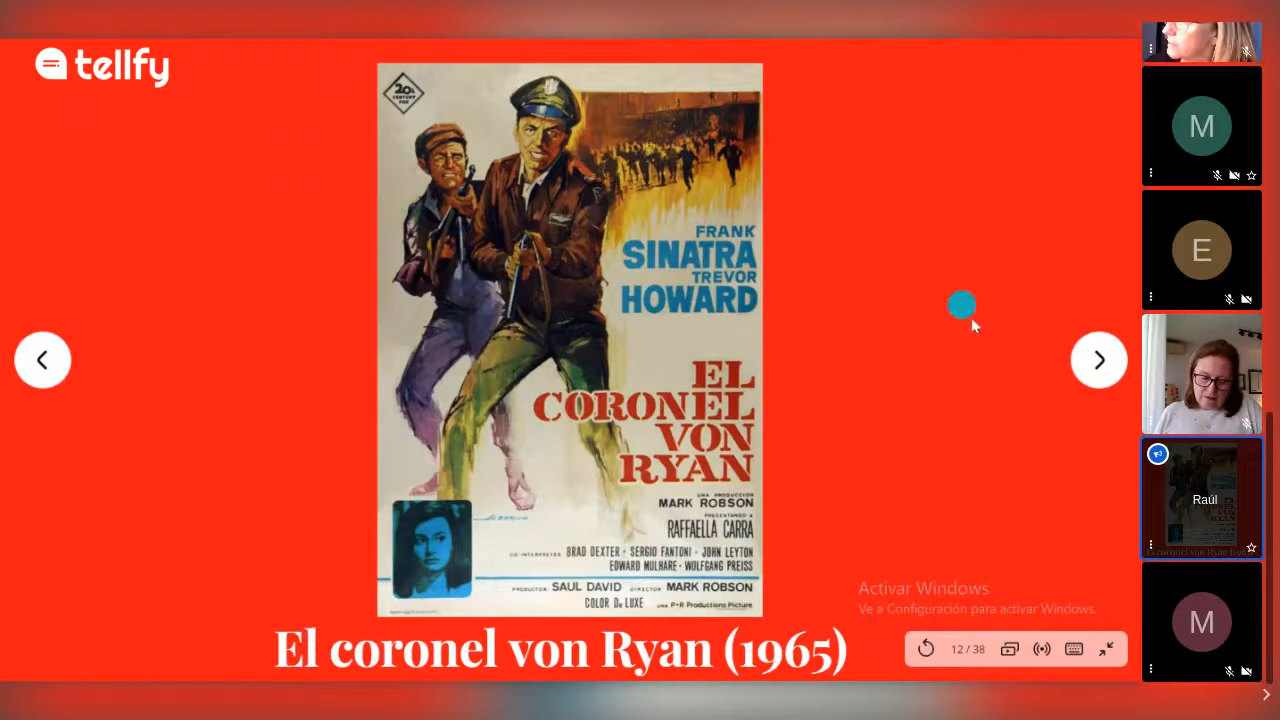 tellfy
20th
CENTURY
FOX
FRANK
SINATRA
TREVOR
HOWARD
EL
CORONEL
VON
RYAN
UNA PRODUCCION
MARK ROBSON
PRESENTANDO A
RAFFAELLA CARRA
CO-INTERPRETES BRAD DEXTER · SERGIO FANTONI · JOHN LEYTON
EDWARD MULHARE · WOLFGANG PREISS
PRODUCTOR SAUL DAVID DIRECTOR MARK ROBSON
COLOR De LUXE UNA P-R Productions Picture
El coronel von Ryan (1965)
Activar Windows
Ve a Configuración para activar Windows.
12 / 38
M
E
Raúl
M